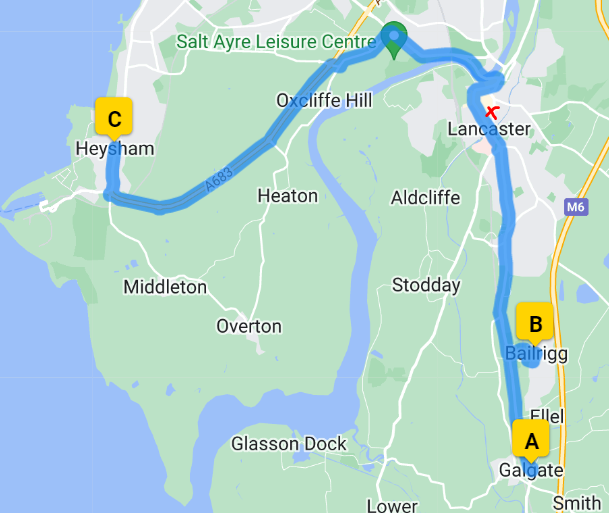 Salt Ayre Leisure Centre
Oxcliffe Hill
C
Heysham
Lancaster
A683
Heaton
Aldcliffe
M6
Middleton
Stodday
Overton
B
Bailrigg
Ellel
A
Glasson Dock
Galgate
Lower
Smith